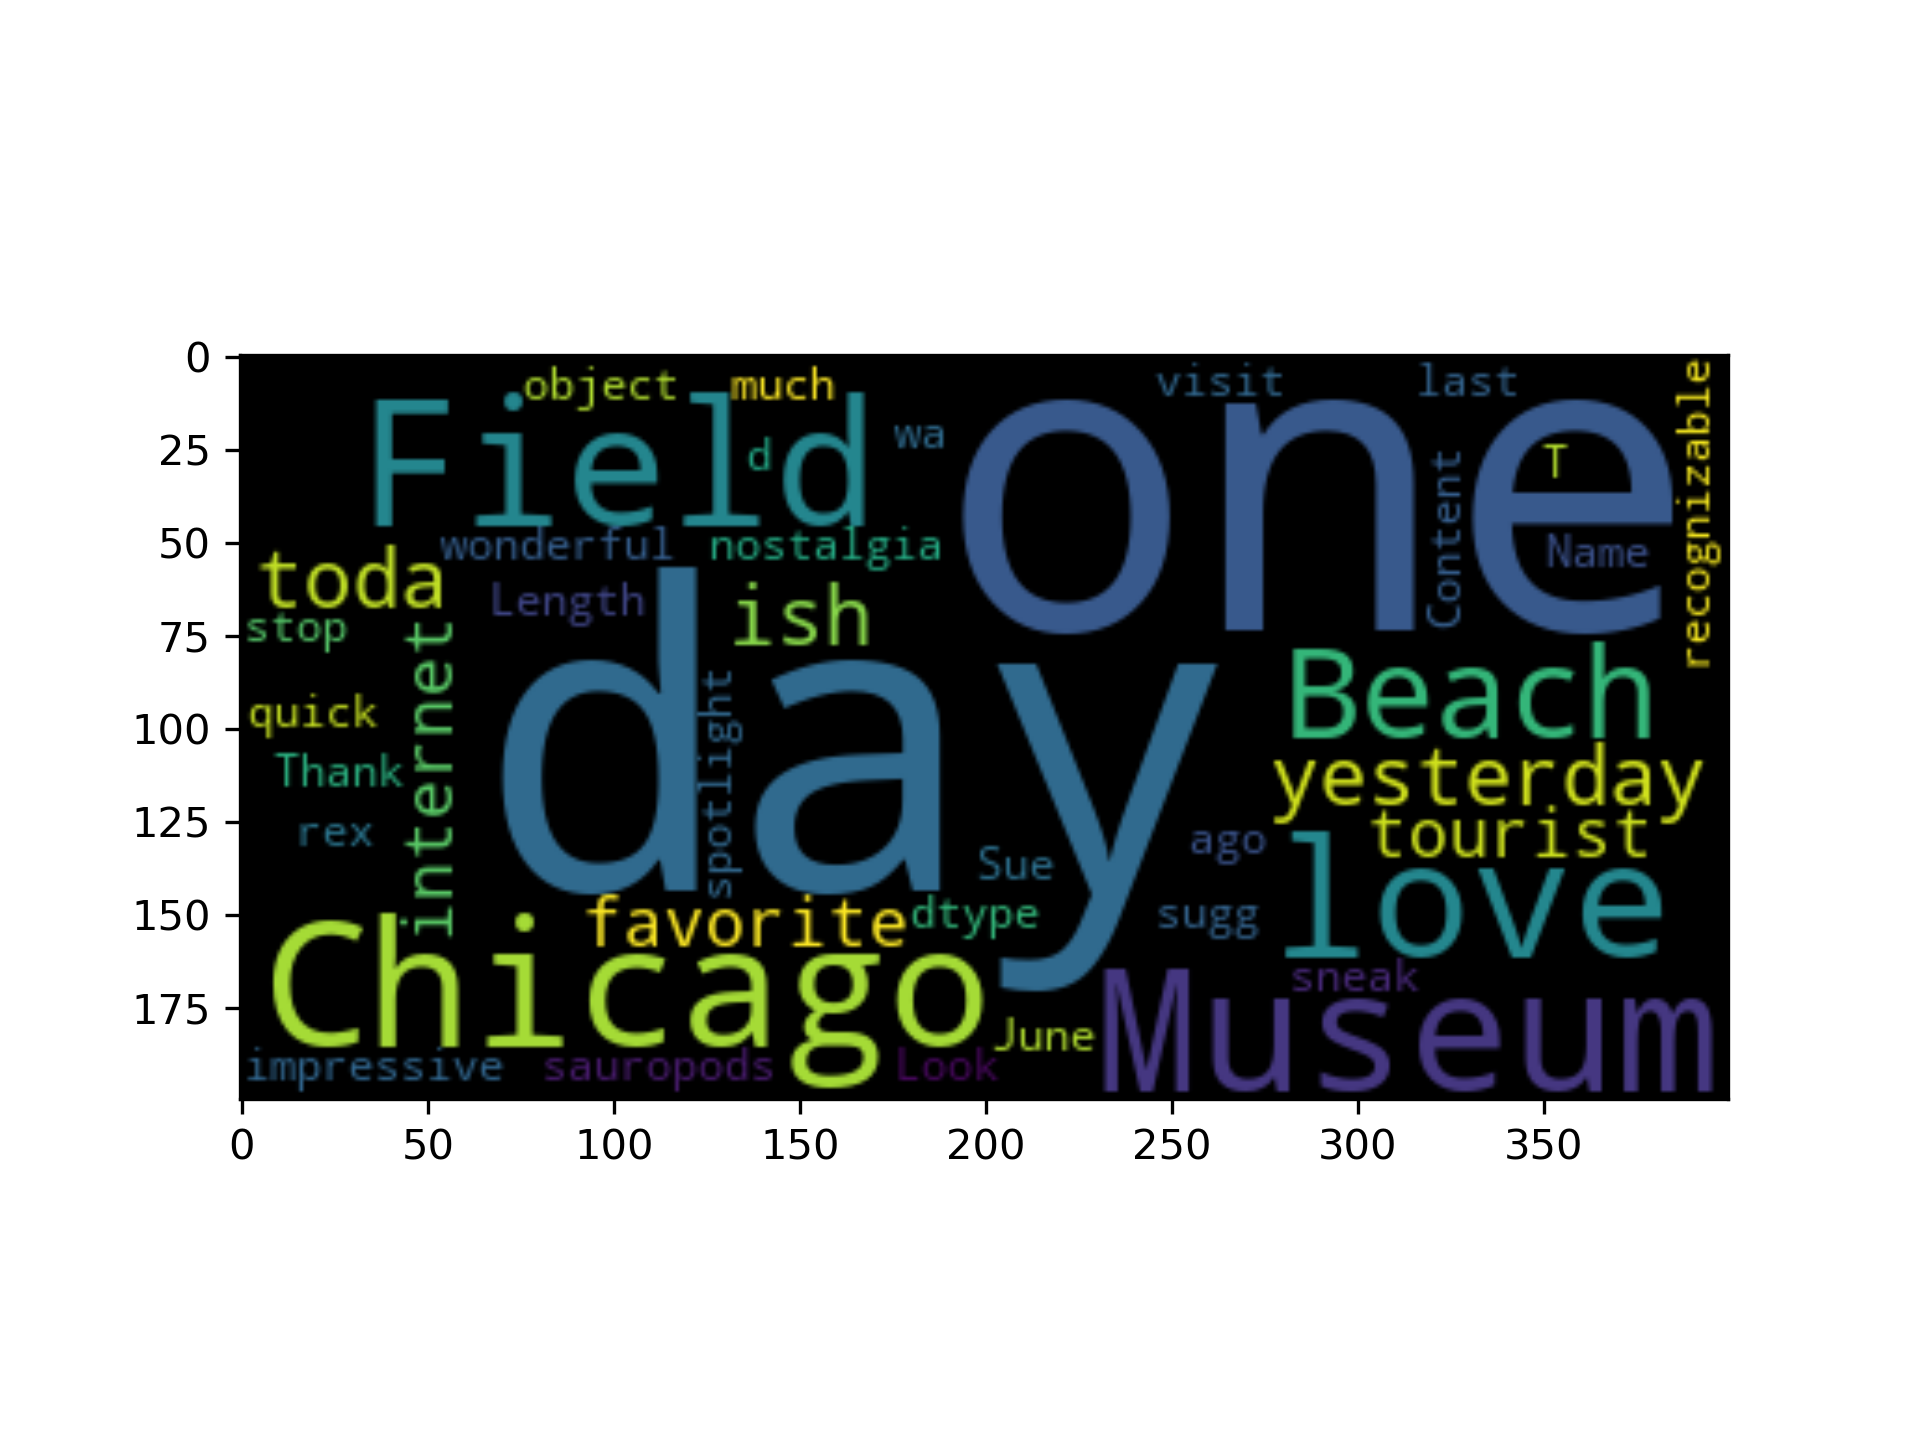 0
25
50
75
100
125
150
175
object
much
visit
last
recognizable
Field
d
wa
one
T
Content
Name
wonderful
nostalgia
toda
Length
ish
stop
internet
day
spotlight
Beach
quick
yesterday
Thank
tourist
rex
Sue
ago
love
favorite
dtype
sugg
Chicago
sneak
Museum
June
impressive
sauropods
Look
0 50 100 150 200 250 300 350